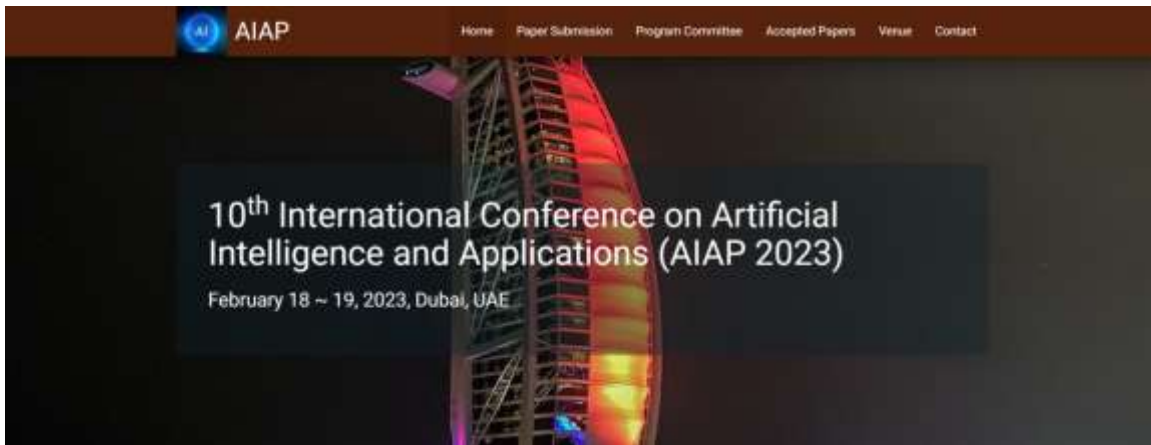 AI
AIAP
Home Paper Submission Program Committee Accepted Papers Venue Contact
10th International Conference on Artificial
Intelligence and Applications (AIAP 2023)
February 18 ~ 19, 2023, Dubai, UAE